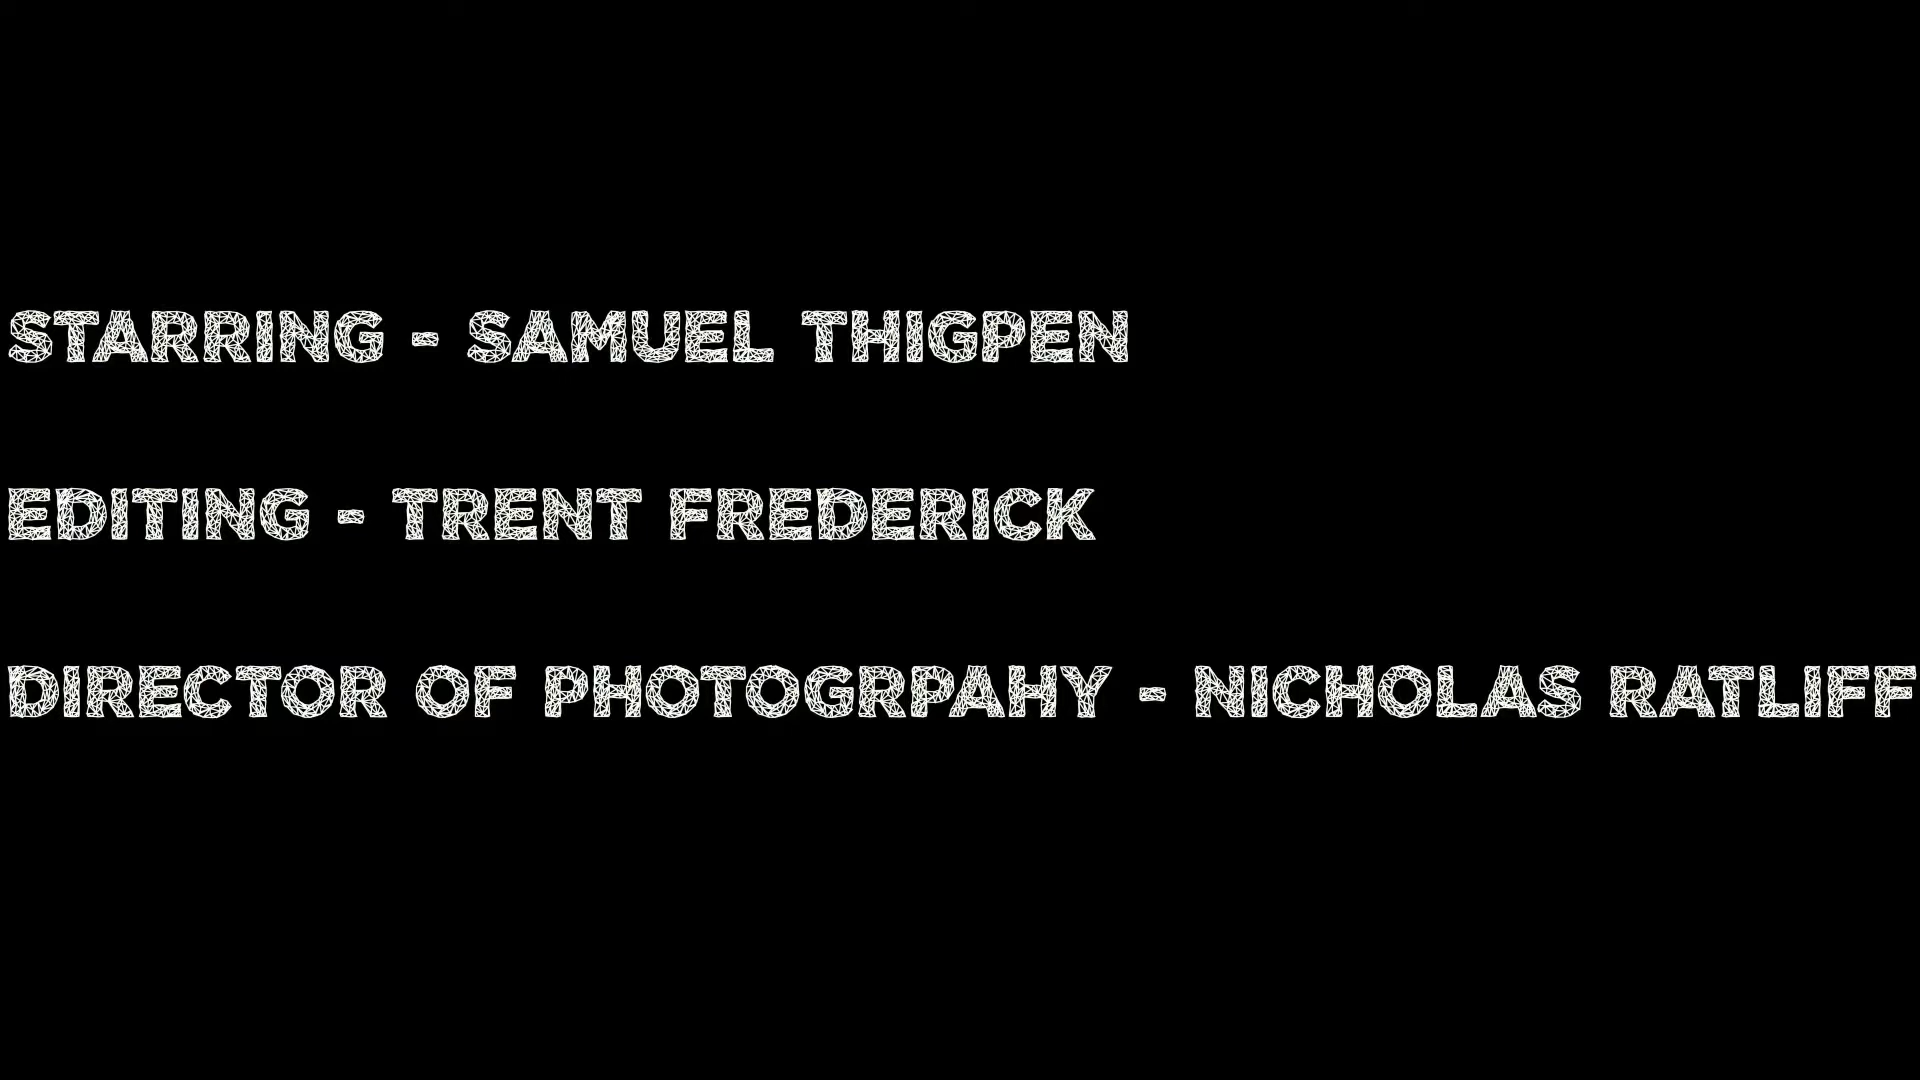 STARRING - SAMUEL THIGPEN
EDITING - TRENT FREDERICK
DIRECTOR OF PHOTOGRPAHY - NICHOLAS RATLIFF